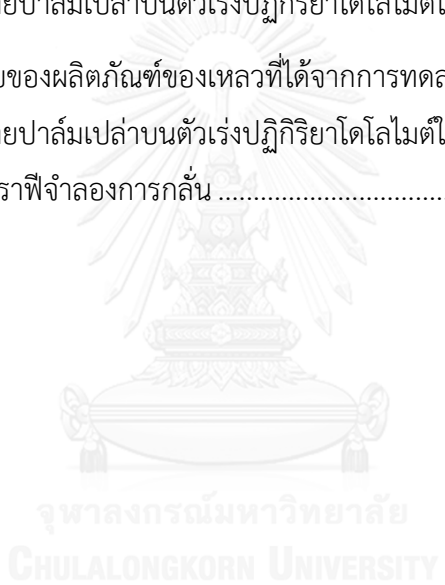 ยปาล์มเปล่าบนตัวเร่งปฏิกิริยาโดโลไมต์ใ
ของผลิตภัณฑ์ของเหลวที่ได้จากการทด
ยปาล์มเปล่าบนตัวเร่งปฏิกิริยาโดโลไมต์ใ
ราฟีจำลองการกลั่น ................................
จุฬาลงกรณ์มหาวิทยาลัย
CHULALONGKORN UNIVERSITY